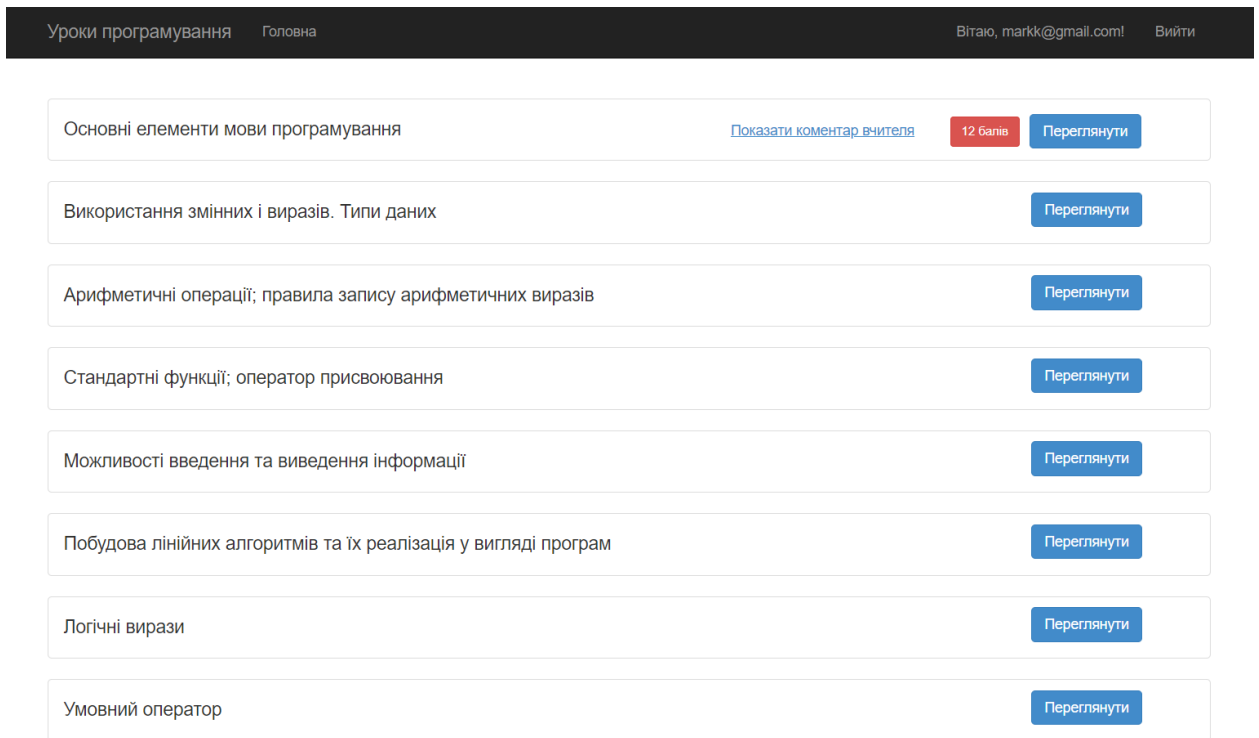 Уроки програмування Головна Вітаю, markk@gmail.com! Вийти
Основні елементи мови програмування Показати коментар вчителя 12 балів Переглянути
Використання змінних і виразів. Типи даних Переглянути
Арифметичні операції; правила запису арифметичних виразів Переглянути
Стандартні функції; оператор присвоювання Переглянути
Можливості введення та виведення інформації Переглянути
Побудова лінійних алгоритмів та їх реалізація у вигляді програм Переглянути
Логічні вирази Переглянути
Умовний оператор Переглянути